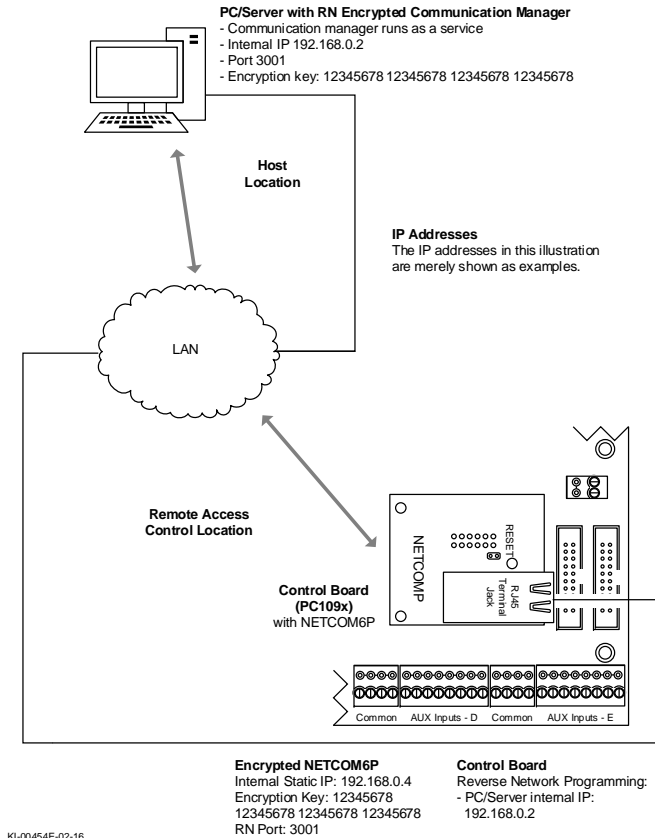 PC/Server with RN Encrypted Communication Manager
- Communication manager runs as a service
- Internal IP 192.168.0.2
- Port 3001
- Encryption key: 12345678 12345678 12345678 12345678
Host
Location
IP Addresses
The IP addresses in this illustration
are merely shown as examples.
LAN
Remote Access
Control Location
NETCOMP
RESET
RJ45
Terminal
Jack
Control Board
(PC109x)
with NETCOM6P
Common AUX Inputs - D Common AUX Inputs - E
Encrypted NETCOM6P
Internal Static IP: 192.168.0.4
Encryption Key: 12345678
12345678 12345678 12345678
RN Port: 3001
Control Board
Reverse Network Programming:
- PC/Server internal IP:
192.168.0.2
KI-00454E-02-16